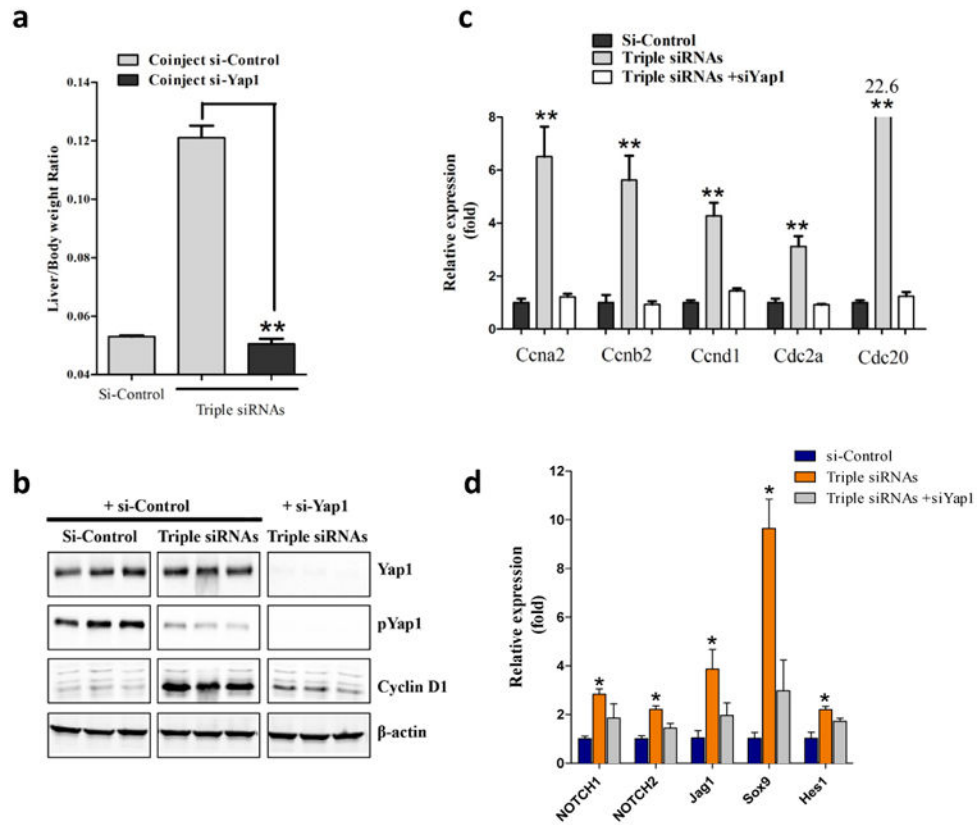 a
Coinject si-Control
Coinject si-Yap1
Liver/Body weight Ratio
0.14
0.12
0.10
0.08
0.06
0.04
**
Si-Control
Triple siRNAs
b
+ si-Control
+ si-Yap1
Si-Control
Triple siRNAs
Triple siRNAs
Yap1
pYap1
Cyclin D1
β-actin
c
Si-Control
Triple siRNAs
Triple siRNAs +siYap1
Relative expression
(fold)
8
6
4
2
0
**
**
**
**
22.6
**
Ccna2
Ccnb2
Ccnd1
Cdc2a
Cdc20
d
si-Control
Triple siRNAs
Triple siRNAs +siYap1
Relative expression
(fold)
12
10
8
6
4
2
0
*
*
*
*
*
NOTCH1
NOTCH2
Jag1
Sox9
Hes1